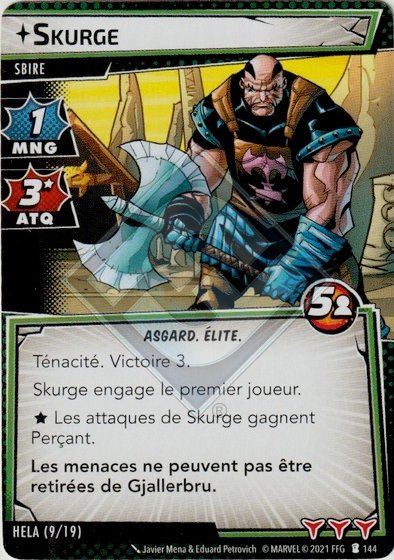 Skurge
SBIRE
1
MNG
3★
ATQ
5
ASGARD. ÉLITE.
Ténacité. Victoire 3.
Skurge engage le premier joueur.
★ Les attaques de Skurge gagnent
Perçant.
Les menaces ne peuvent pas être
retirées de Gjallerbru.
HELA (9/19)
Javier Mena & Eduard Petrovich © MARVEL © 2021 FFG 144